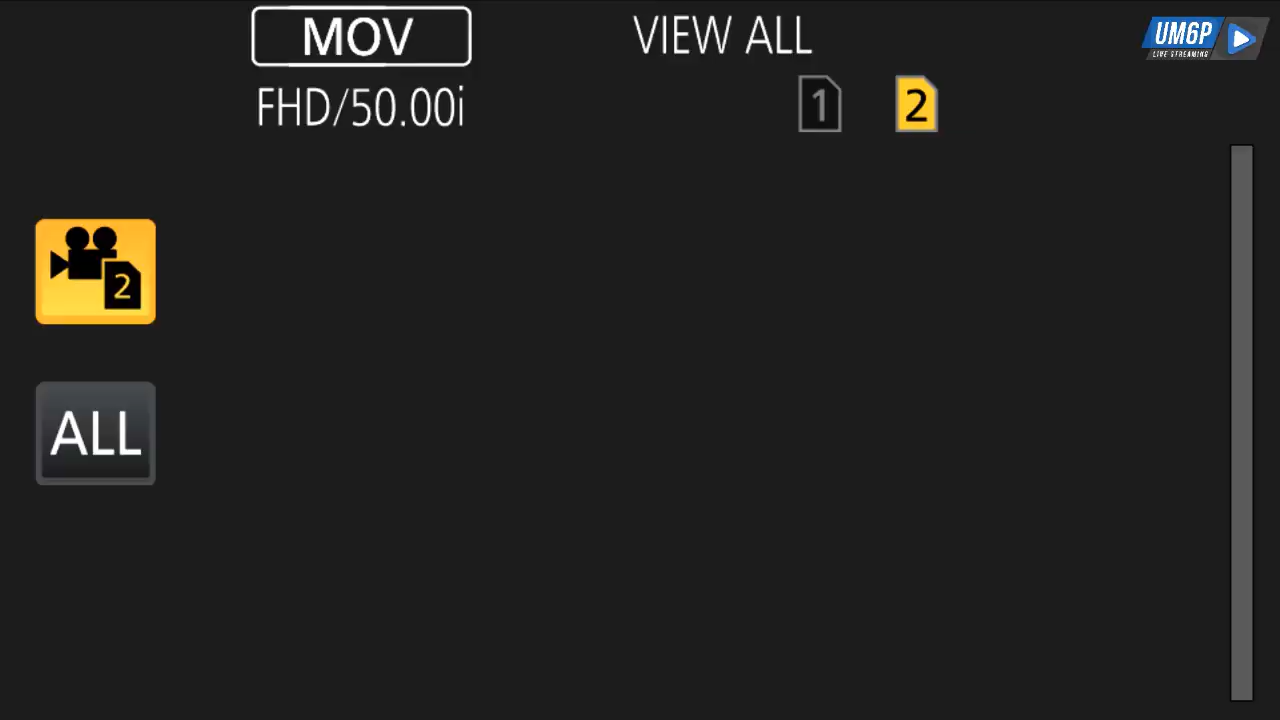 MOV
VIEW ALL
UM6P
LIVE STREAMING
FHD/50.00i
1
2
2
ALL